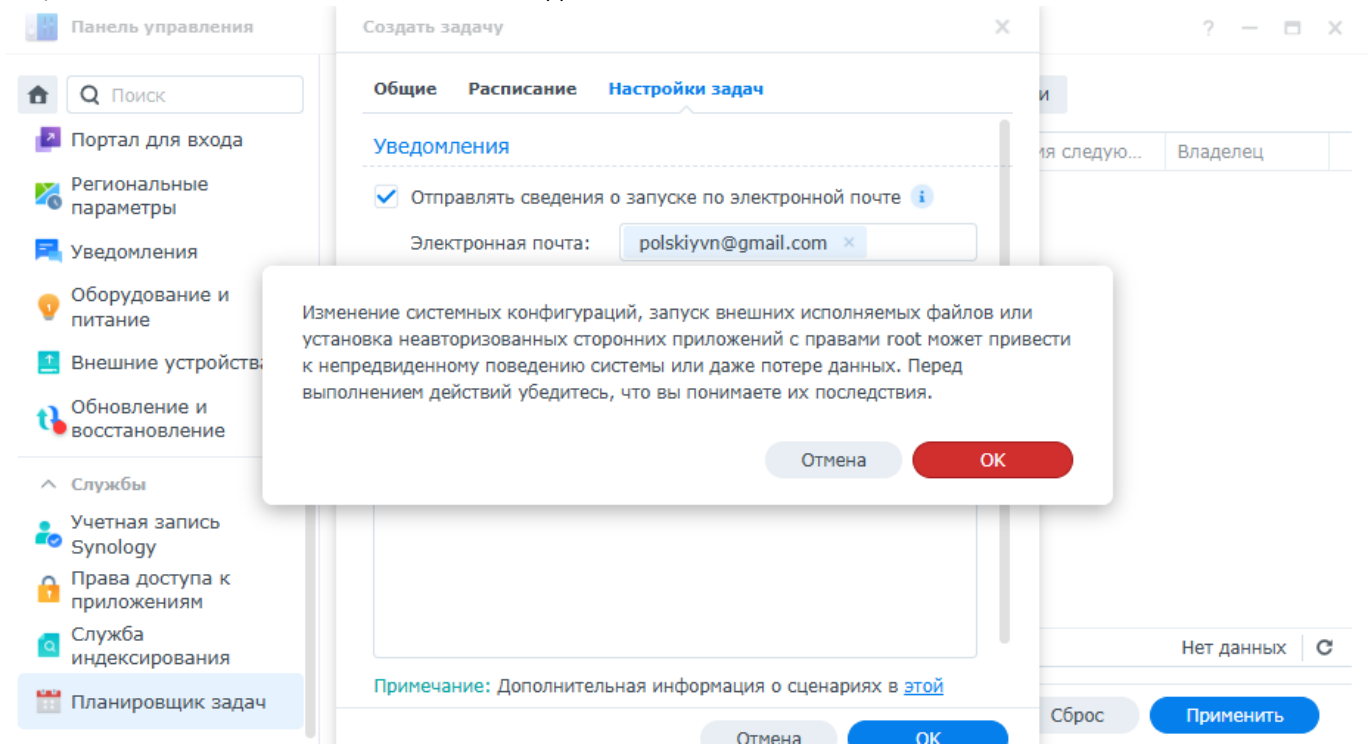 Панель управления
Создать задачу
Поиск
Портал для входа
Региональные
параметры
Уведомления
Оборудование и
питание
Внешние устройства
Обновление и
восстановление
Службы
Учетная запись
Synology
Права доступа к
приложениям
Служба
индексирования
Планировщик задач
Общие Расписание Настройки задач
Уведомления
Отправлять сведения о запуске по электронной почте
Электронная почта: polskiyvn@gmail.com
Изменение системных конфигураций, запуск внешних исполняемых файлов или
установка неавторизованных сторонних приложений с правами root может привести
к непредвиденному поведению системы или даже потере данных. Перед
выполнением действий убедитесь, что вы понимаете их последствия.
Отмена OK
Примечание: Дополнительная информация о сценариях в этой
Отмена OK
Владелец
Нет данных
Сброс Применить